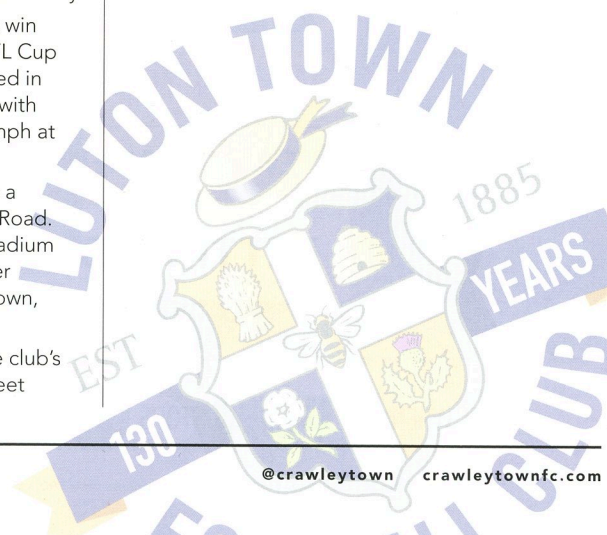 win
L Cup
ed in
with
mph at
a
Road.
adium
er
own,
e club's
eet
LUTON TOWN
EST
1885
130
YEARS
CLUB
@crawleytown crawleytownfc.com